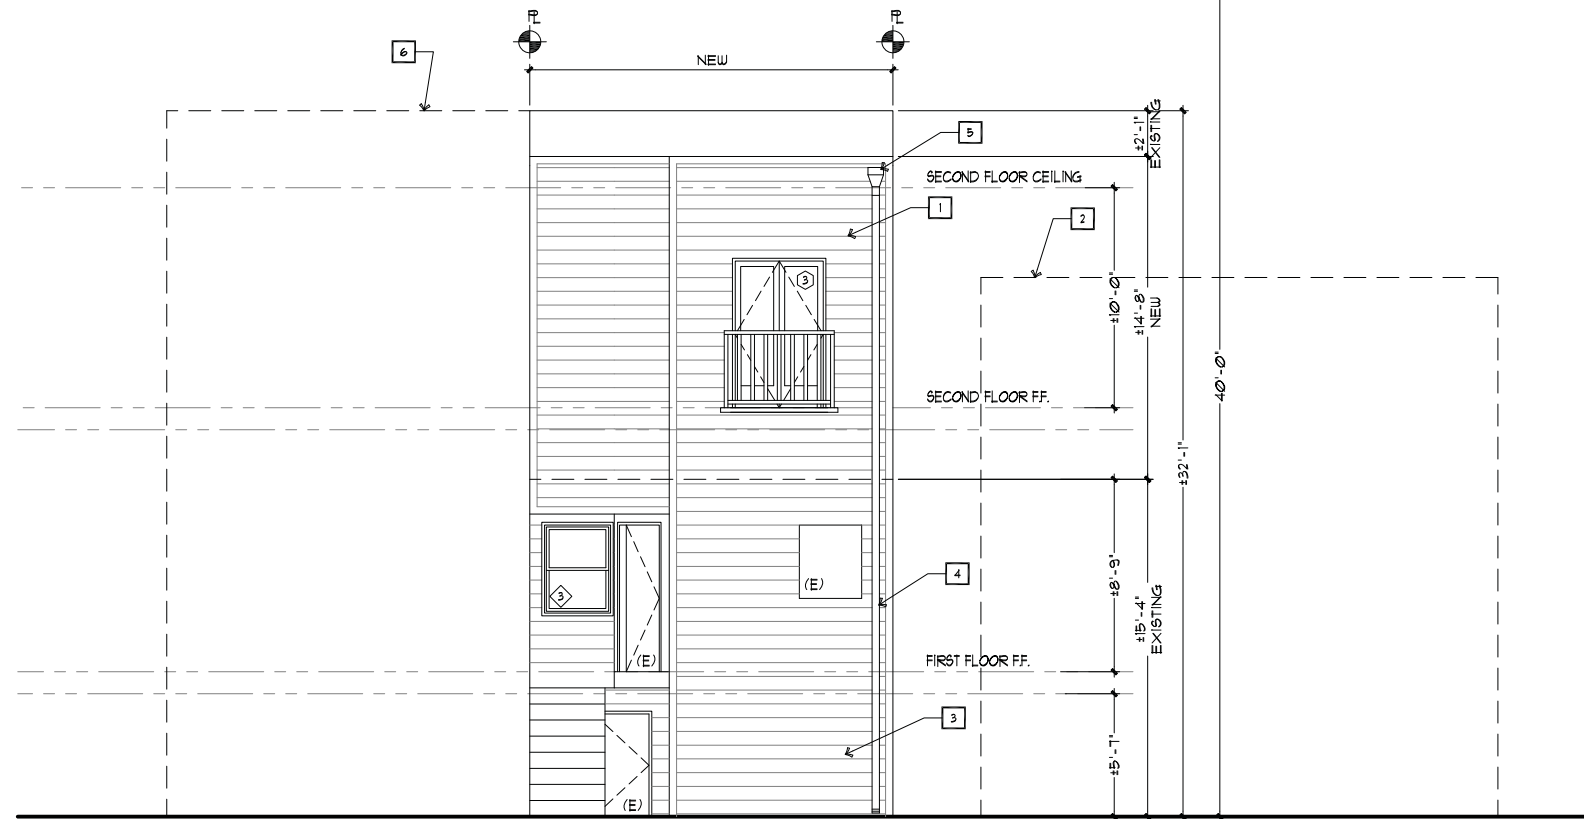 PL
PL
6
NEW
5
±2'-1"
EXISTING
SECOND FLOOR CEILING
1
2
3
±10'-0"
±14'-8"
NEW
40'-0"
SECOND FLOOR F.F.
±32'-1"
(E)
3
4
±8'-9"
±15'-4"
EXISTING
(E)
FIRST FLOOR F.F.
3
±5'-7"
(E)